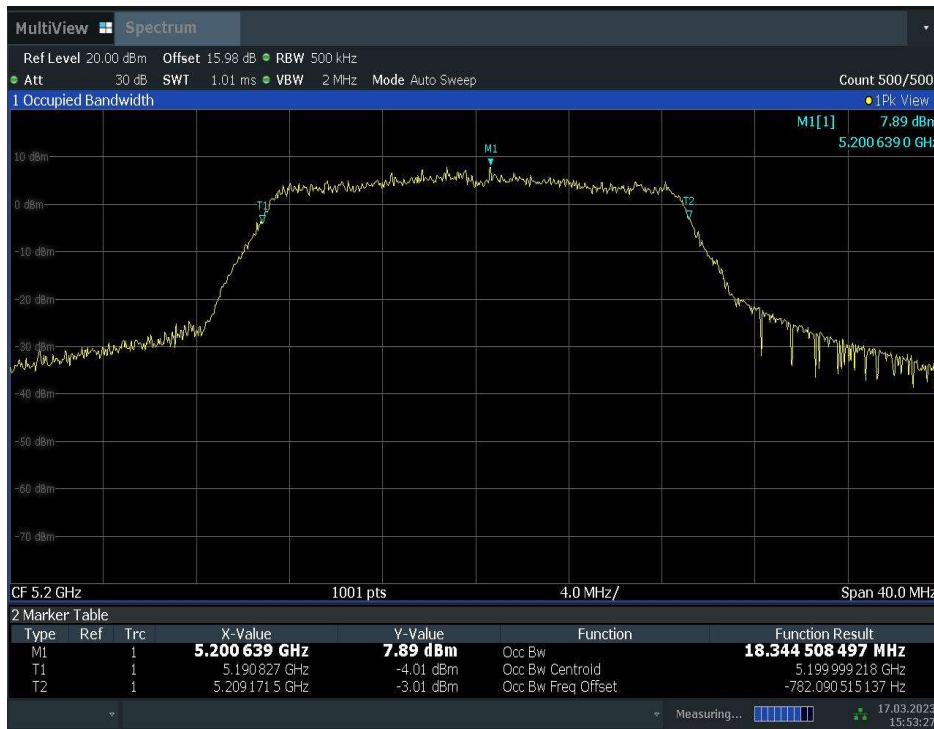 MultiView Spectrum
Ref Level 20.00 dBm Offset 15.98 dB RBW 500 kHz
Att 30 dB SWT 1.01 ms VBW 2 MHz Mode Auto Sweep Count 500/500
1 Occupied Bandwidth 1Pk View
M1[1] 7.89 dBm
5.200 639 0 GHz
M1
10 dBm
T1
T2
0 dBm
-10 dBm
-20 dBm
-30 dBm
-40 dBm
-50 dBm
-60 dBm
-70 dBm
CF 5.2 GHz 1001 pts 4.0 MHz/ Span 40.0 MHz
2 Marker Table
Type Ref Trc X-Value Y-Value Function Function Result
M1 1 5.200 639 GHz 7.89 dBm Occ Bw 18.344 508 497 MHz
T1 1 5.190 827 GHz -4.01 dBm Occ Bw Centroid 5.199 999 218 GHz
T2 1 5.209 171 5 GHz -3.01 dBm Occ Bw Freq Offset -782.090 515 137 Hz
Measuring... 17.03.2023
15:53:27